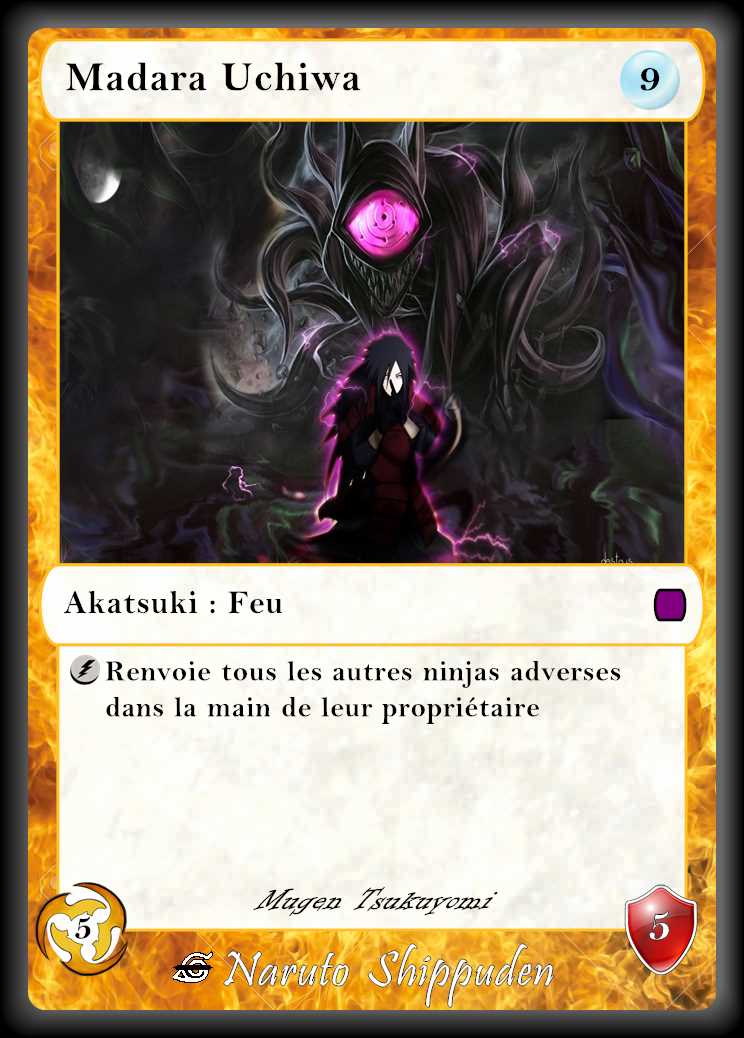 Madara Uchiwa
9
Akatsuki : Feu
Renvoie tous les autres ninjas adverses
dans la main de leur propriétaire
Mugen Tsukuyomi
5
5
Naruto Shippuden